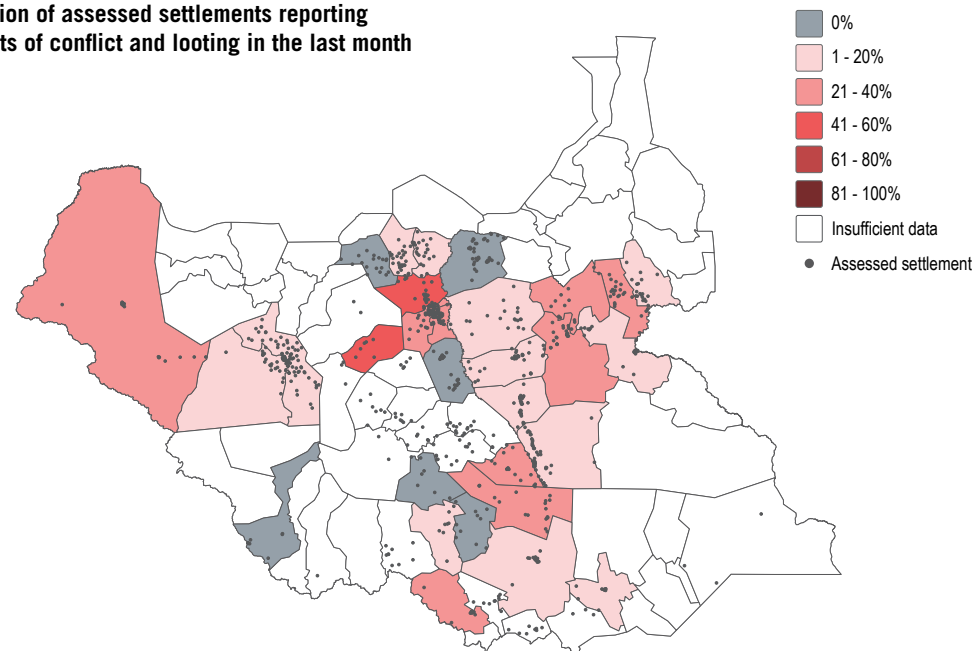 ion of assessed settlements reporting
ts of conflict and looting in the last month
0%
1 - 20%
21 - 40%
41 - 60%
61 - 80%
81 - 100%
Insufficient data
Assessed settlement